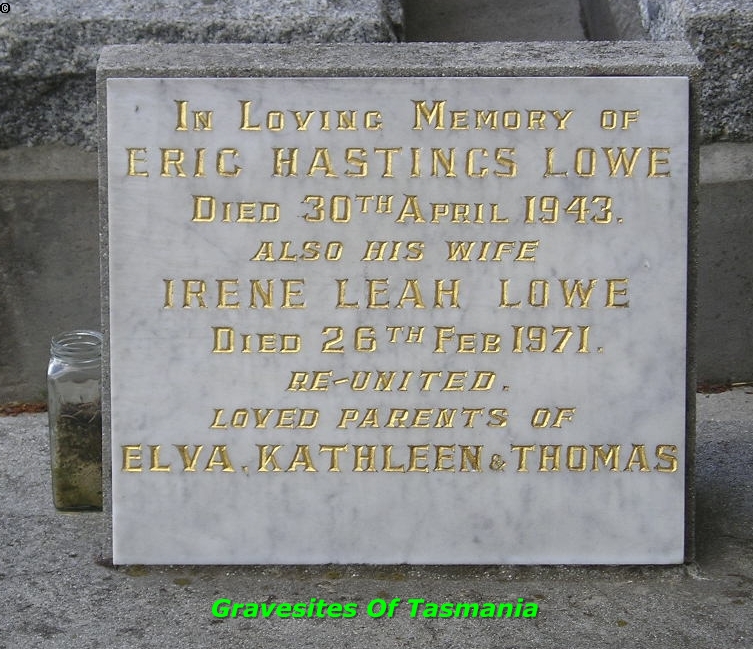 ©
In Loving Memory of
ERIC HASTINGS LOWE
Died 30TH April 1943.
ALSO HIS WIFE
IRENE LEAH LOWE
Died 26TH Feb 1971.
RE-UNITED.
LOVED PARENTS OF
ELVA, KATHLEEN & THOMAS
Gravesites Of Tasmania